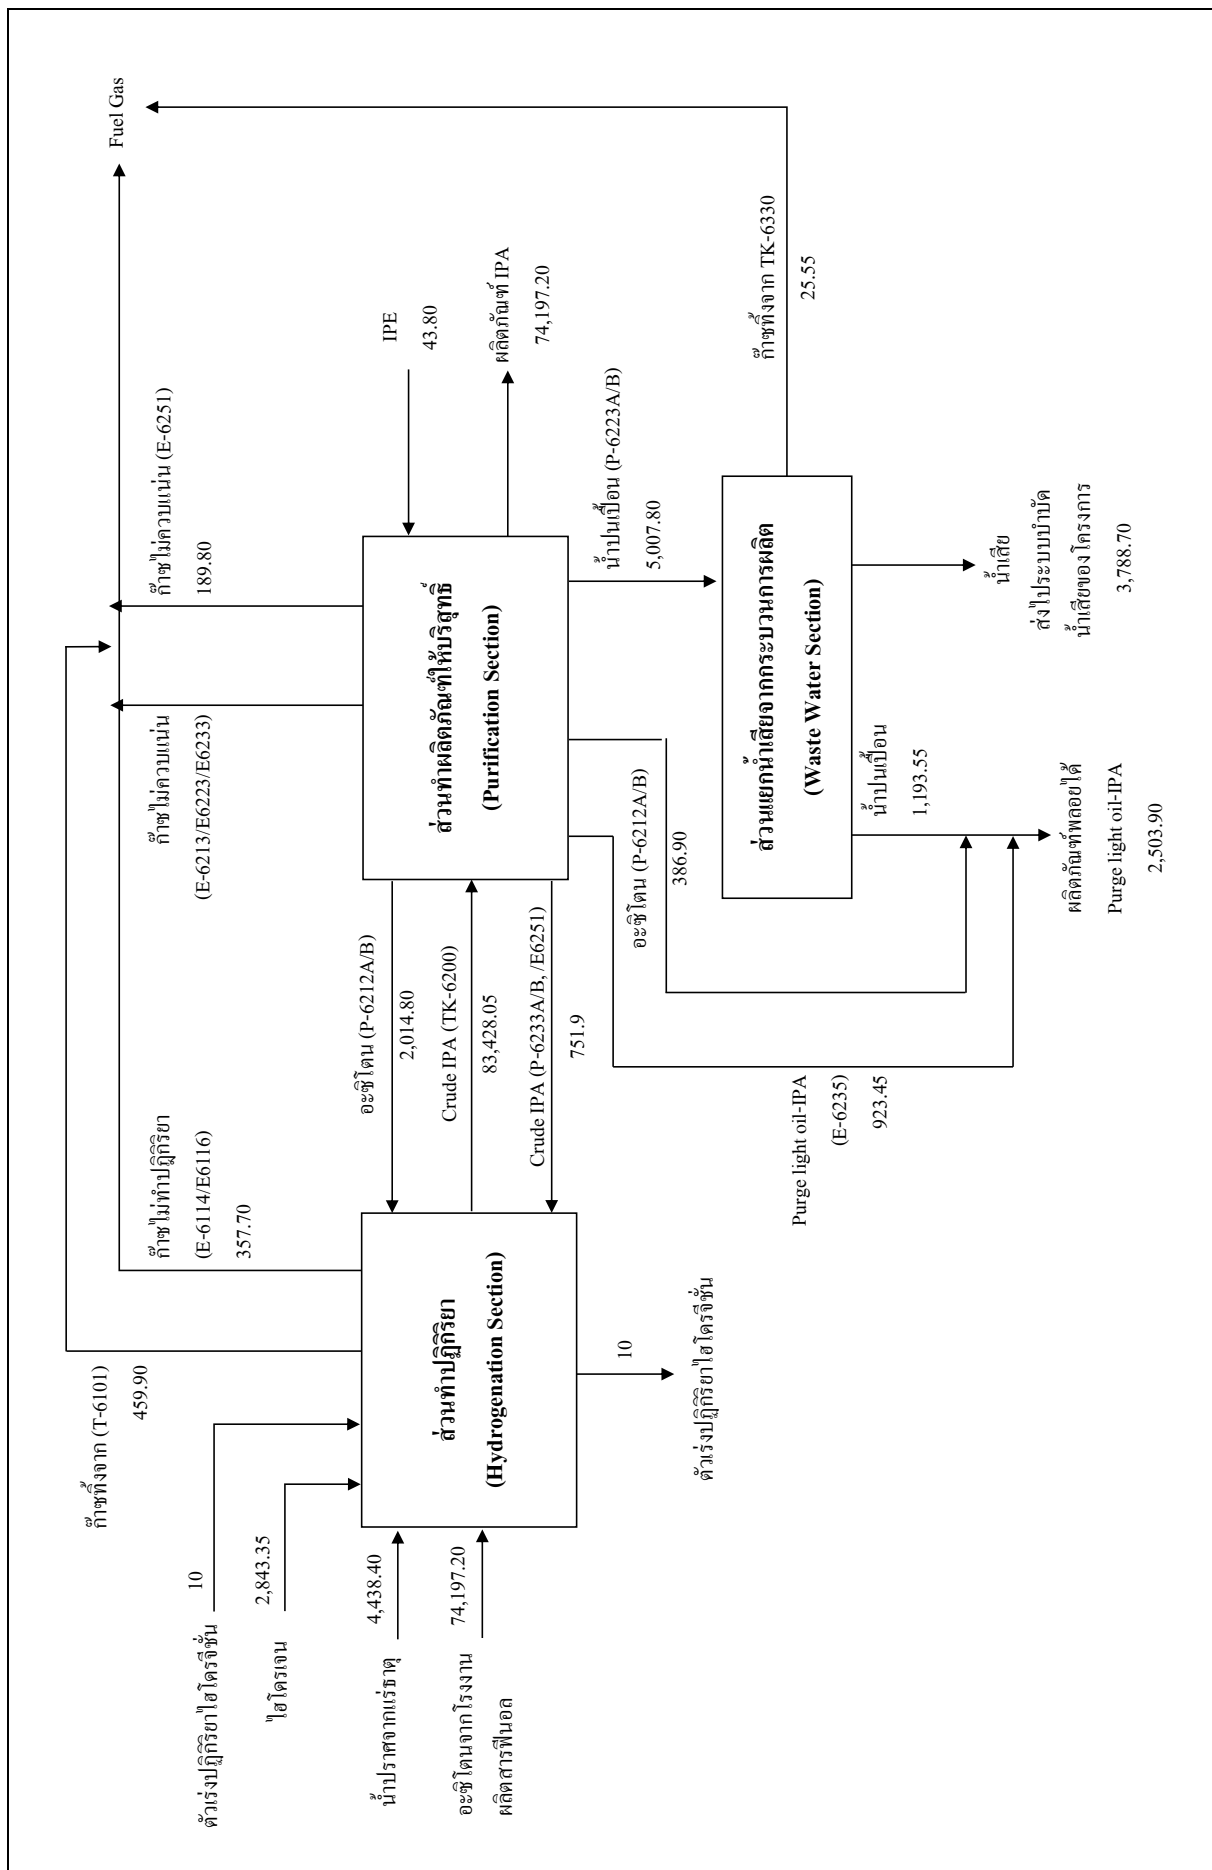 Fuel Gas
ก๊าซทิ้งจาก (T-6101)
459.90
ก๊าซไม่ทำปฏิกิริยา
(E-6114/E6116)
357.70
ก๊าซไม่ควบแน่น
(E-6213/E6223/E6233)
ก๊าซไม่ควบแน่น (E-6251)
189.80
ตัวเร่งปฏิกิริยาไฮโดรจีชั่น
10
ไฮโดรเจน
2,843.35
น้ำปราศจากแร่ธาตุ
4,438.40
อะซิโตนจากโรงงาน
ผลิตสารฟีนอล
74,197.20
ส่วนทำปฏิกิริยา
(Hydrogenation Section)
10
ตัวเร่งปฏิกิริยาไฮโดรจีชั่น
อะซิโตน (P-6212A/B)
2,014.80
Crude IPA (TK-6200)
83,428.05
Crude IPA (P-6233A/B, /E6251)
751.9
ส่วนทำผลิตภัณฑ์ให้บริสุทธิ์
(Purification Section)
IPE
43.80
ผลิตภัณฑ์ IPA
74,197.20
น้ำปนเปื้อน (P-6223A/B)
5,007.80
อะซิโตน (P-6212A/B)
386.90
Purge light oil-IPA
(E-6235)
923.45
ส่วนแยกน้ำเสียจากกระบวนการผลิต
(Waste Water Section)
ก๊าซทิ้งจาก TK-6330
25.55
น้ำปนเปื้อน
1,193.55
ผลิตภัณฑ์พลอยได้
Purge light oil-IPA
2,503.90
น้ำเสีย
ส่งไประบบบำบัด
น้ำเสียของโครงการ
3,788.70